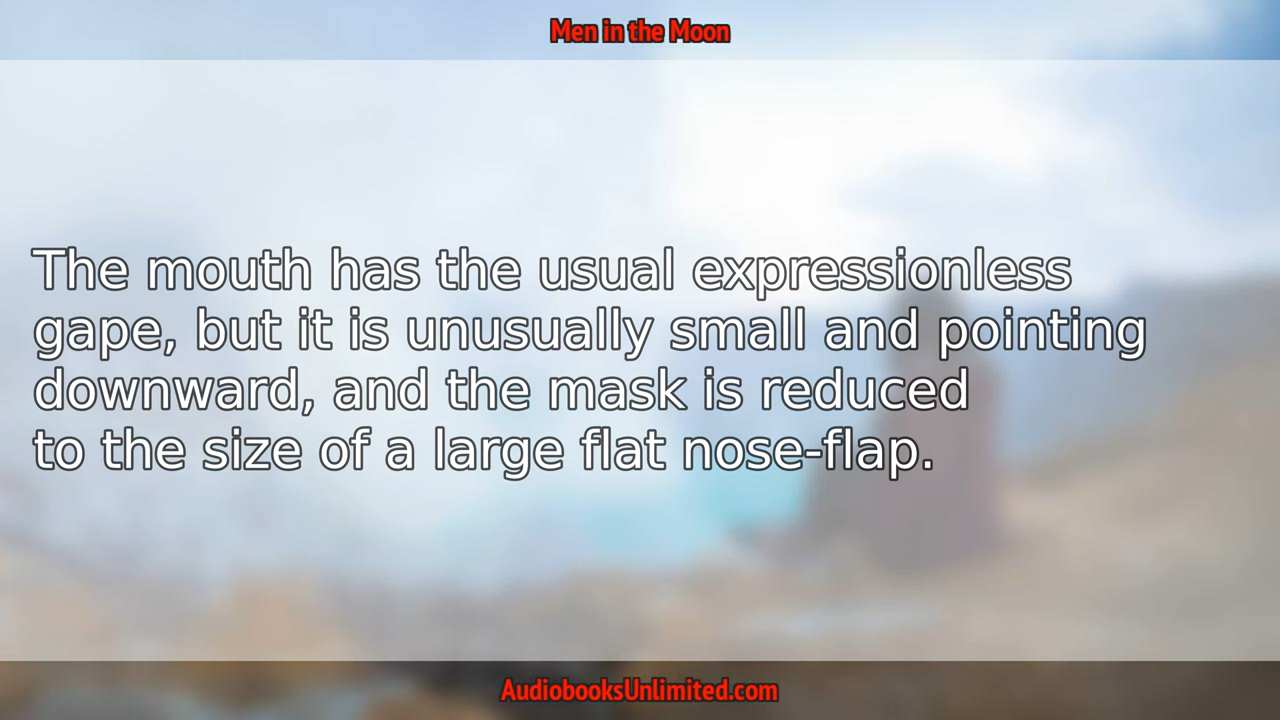 Men in the Moon
The mouth has the usual expressionless
gape, but it is unusually small and pointing
downward, and the mask is reduced
to the size of a large flat nose-flap.
AudiobooksUnlimited.com